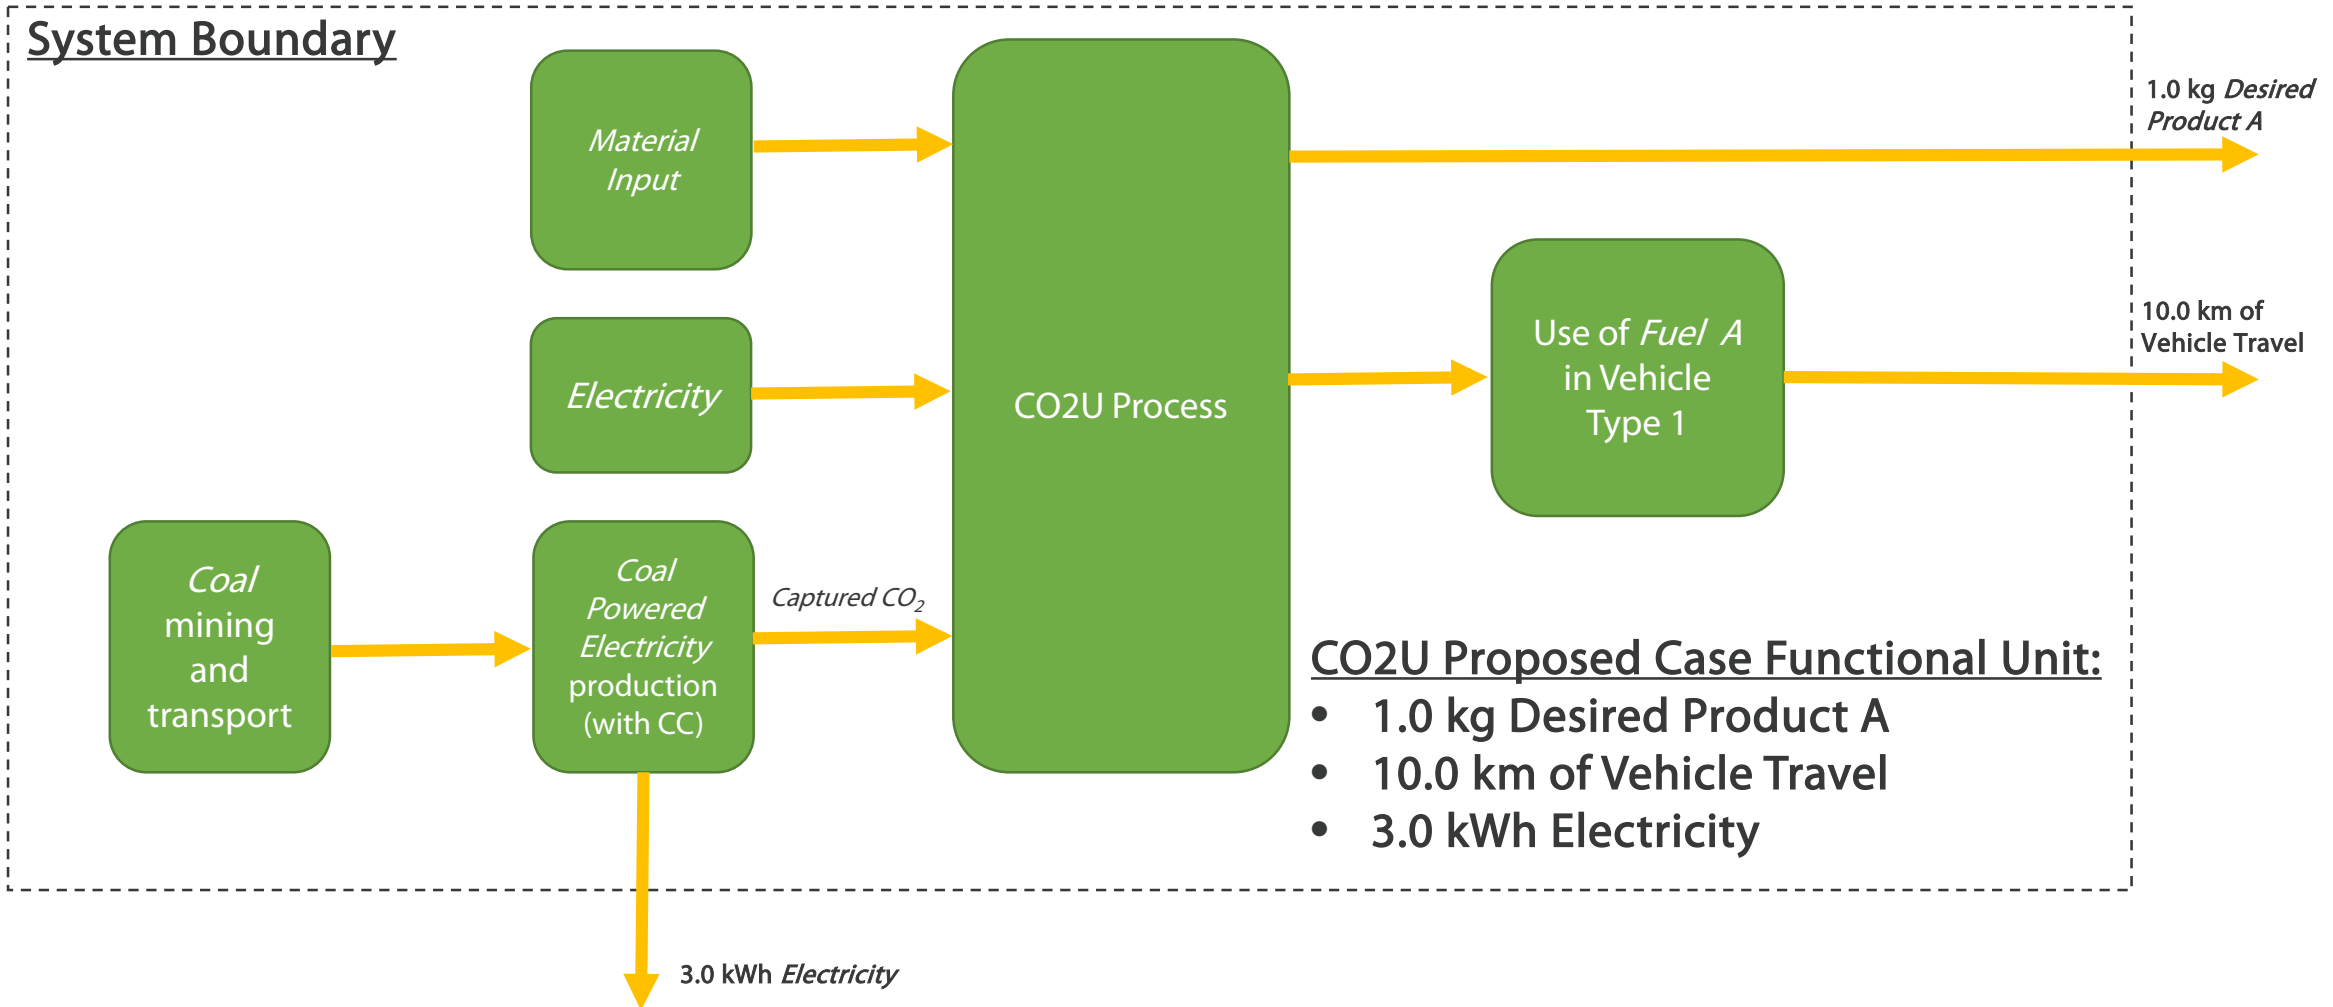 System Boundary
Material
Input
Electricity
Coal
mining
and
transport
Coal
Powered
Electricity
production
(with CC)
Captured CO₂
CO2U Process
Use of Fuel A
in Vehicle
Type 1
1.0 kg Desired
Product A
10.0 km of
Vehicle Travel
CO2U Proposed Case Functional Unit:
• 1.0 kg Desired Product A
• 10.0 km of Vehicle Travel
• 3.0 kWh Electricity
3.0 kWh Electricity